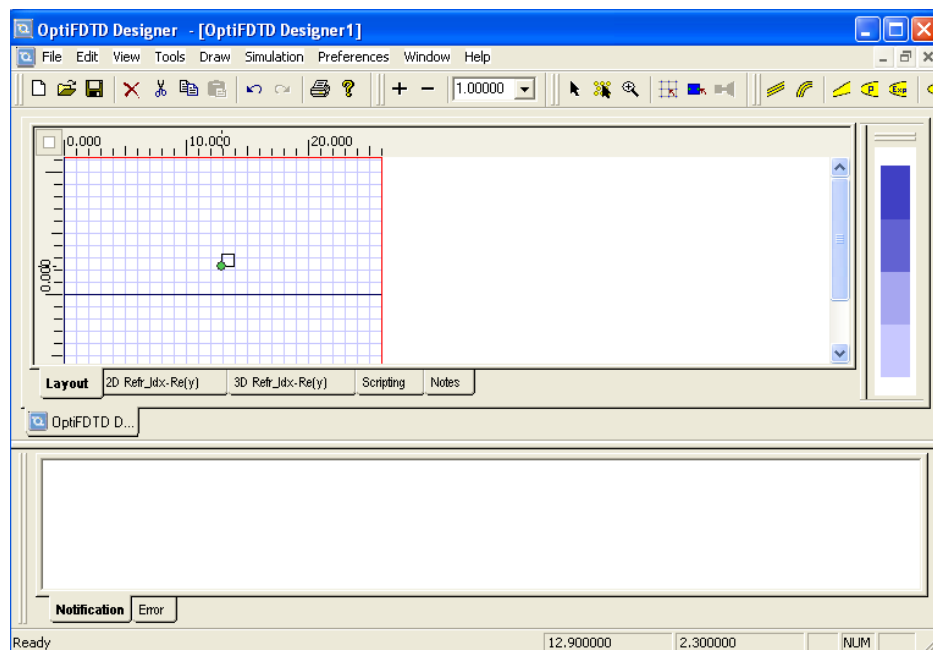 OptiFDTD Designer - [OptiFDTD Designer1]
File Edit View Tools Draw Simulation Preferences Window Help
1.00000 P Exp
0.000 10.000 20.000
0.000
Layout 2D Refr_Idx-Re(y) 3D Refr_Idx-Re(y) Scripting Notes
OptiFDTD D...
Notification Error
Ready 12.900000 2.300000 NUM